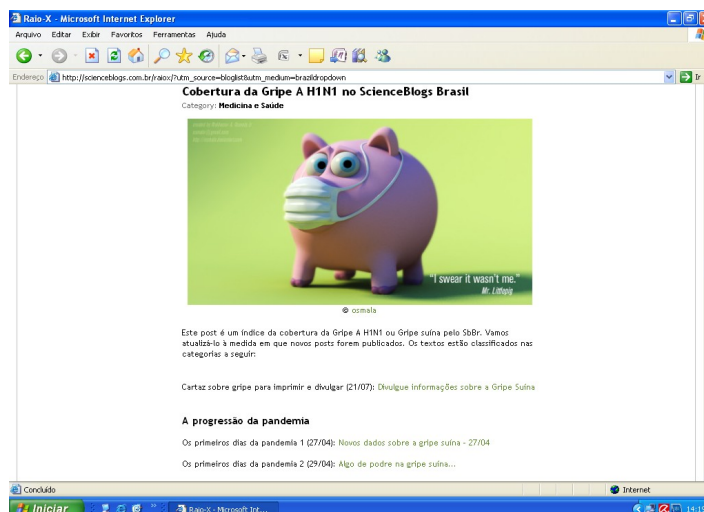 Raio-X - Microsoft Internet Explorer
Arquivo Editar Exibir Favoritos Ferramentas Ajuda
Endereço http://scienceblogs.com.br/raiox/?utm_source=bloglist&utm_medium=brazildropdown Ir
Cobertura da Gripe A H1N1 no ScienceBlogs Brasil
Category: Medicina e Saúde
"I swear it wasn't me."
Mr. Littlepig
© osmala
Este post é um índice da cobertura da Gripe A H1N1 ou Gripe suína pelo SbBr. Vamos
atualizá-lo à medida em que novos posts forem publicados. Os textos estão classificados nas
categorias a seguir:
Cartaz sobre gripe para imprimir e divulgar (21/07): Divulgue informações sobre a Gripe Suína
A progressão da pandemia
Os primeiros dias da pandemia 1 (27/04): Novos dados sobre a gripe suína - 27/04
Os primeiros dias da pandemia 2 (29/04): Algo de podre na gripe suína...
Concluído Internet
Iniciar Raio-X - Microsoft Int...